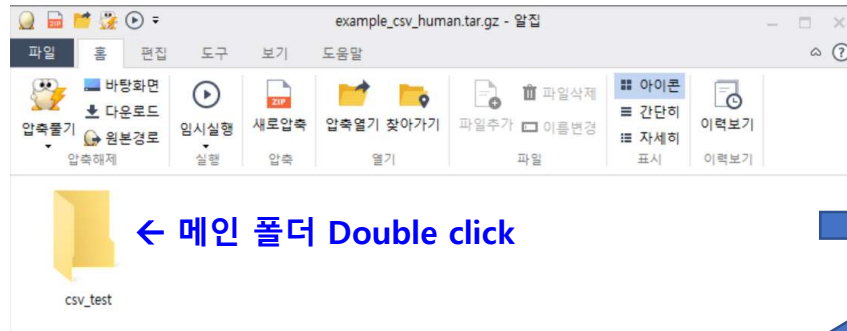 example_csv_human.tar.gz - 알집
파일 홈 편집 도구 보기 도움말
압축풀기 바탕화면 다운로드 원본경로
임시실행
ZIP
새로압축
압축열기 찾아가기
파일추가 파일삭제 이름변경
아이콘 간단히 자세히
이력보기
압축해제 실행 압축 열기 파일 표시 이력보기
← 메인 폴더 Double click
csv_test